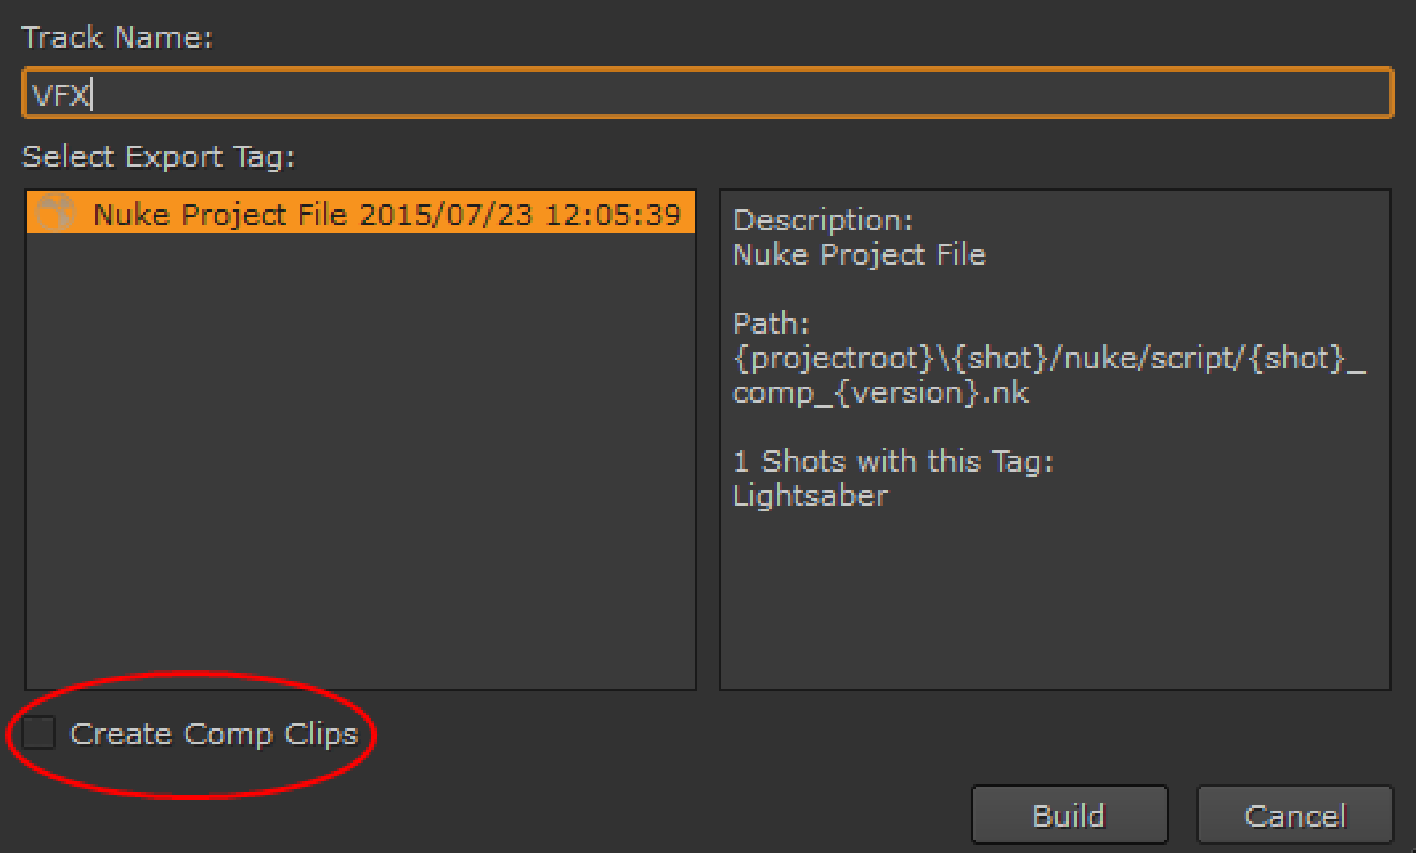 Track Name:
VFX
Select Export Tag:
Nuke Project File 2015/07/23 12:05:39
Description:
Nuke Project File
Path:
{projectroot}\{shot}/nuke/script/{shot}_
comp_{version}.nk
1 Shots with this Tag:
Lightsaber
Create Comp Clips
Build
Cancel